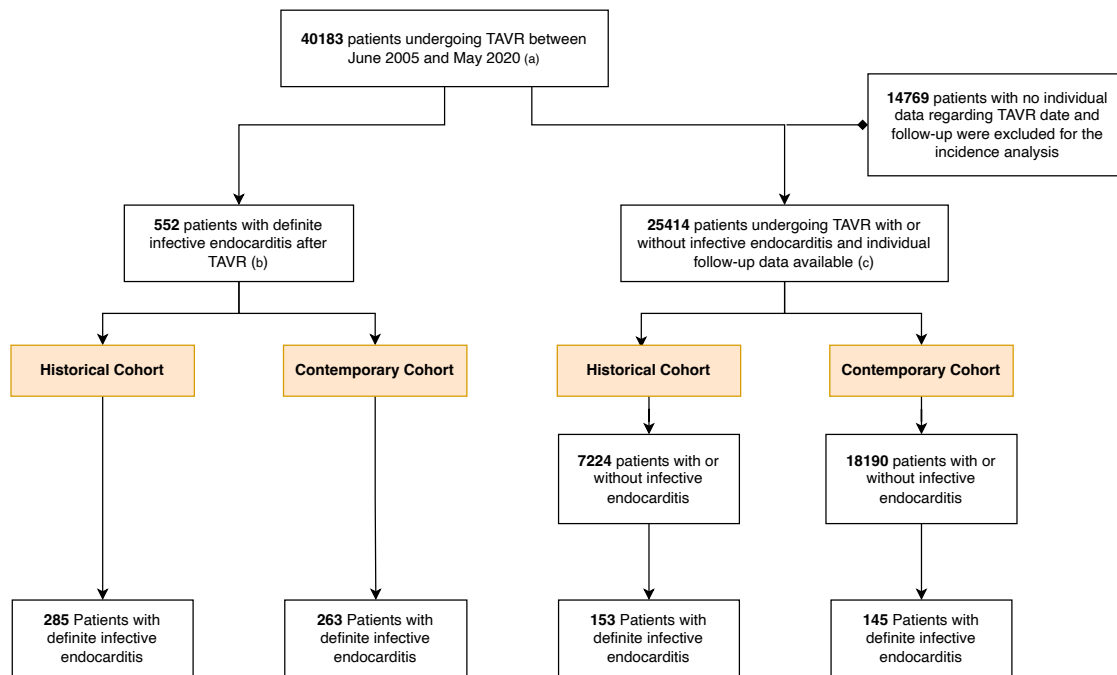 40183 patients undergoing TAVR between
June 2005 and May 2020 (a)
14769 patients with no individual
data regarding TAVR date and
follow-up were excluded for the
incidence analysis
552 patients with definite
infective endocarditis after
TAVR (b)
25414 patients undergoing TAVR with or
without infective endocarditis and individual
follow-up data available (c)
Historical Cohort
Contemporary Cohort
Historical Cohort
Contemporary Cohort
7224 patients with or
without infective
endocarditis
18190 patients with or
without infective
endocarditis
285 Patients with
definite infective
endocarditis
263 Patients with
definite infective
endocarditis
153 Patients with
definite infective
endocarditis
145 Patients with
definite infective
endocarditis